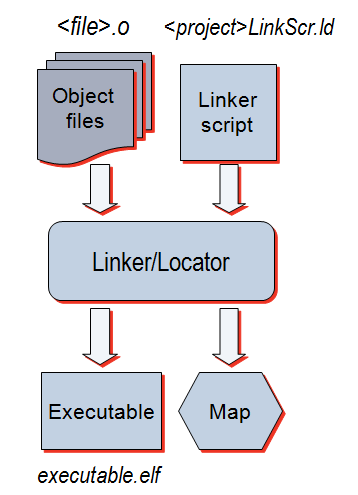 <file>.o
<project>LinkScr.ld
Object
files
Linker
script
Linker/Locator
Executable
Map
executable.elf